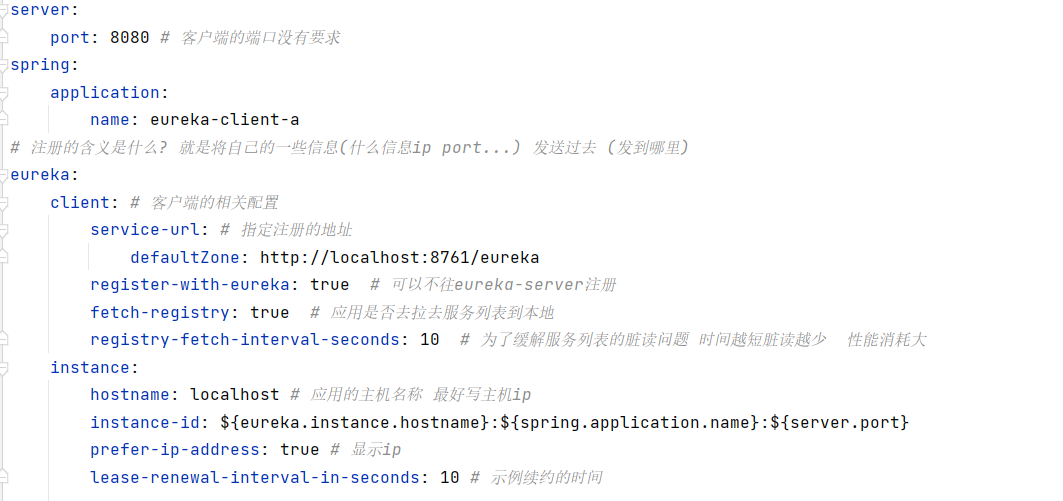 server:
    port: 8080 # 客户端的端口没有要求
spring:
    application:
        name: eureka-client-a
# 注册的含义是什么? 就是将自己的一些信息(什么信息ip port...) 发送过去 (发到哪里)
eureka:
    client: # 客户端的相关配置
        service-url: # 指定注册的地址
            defaultZone: http://localhost:8761/eureka
        register-with-eureka: true  # 可以不往eureka-server注册
        fetch-registry: true  # 应用是否去拉去服务列表到本地
        registry-fetch-interval-seconds: 10  # 为了缓解服务列表的脏读问题 时间越短脏读越少  性能消耗大
    instance:
        hostname: localhost # 应用的主机名称 最好写主机ip
        instance-id: ${eureka.instance.hostname}:${spring.application.name}:${server.port}
        prefer-ip-address: true # 显示ip
        lease-renewal-interval-in-seconds: 10 # 示例续约的时间